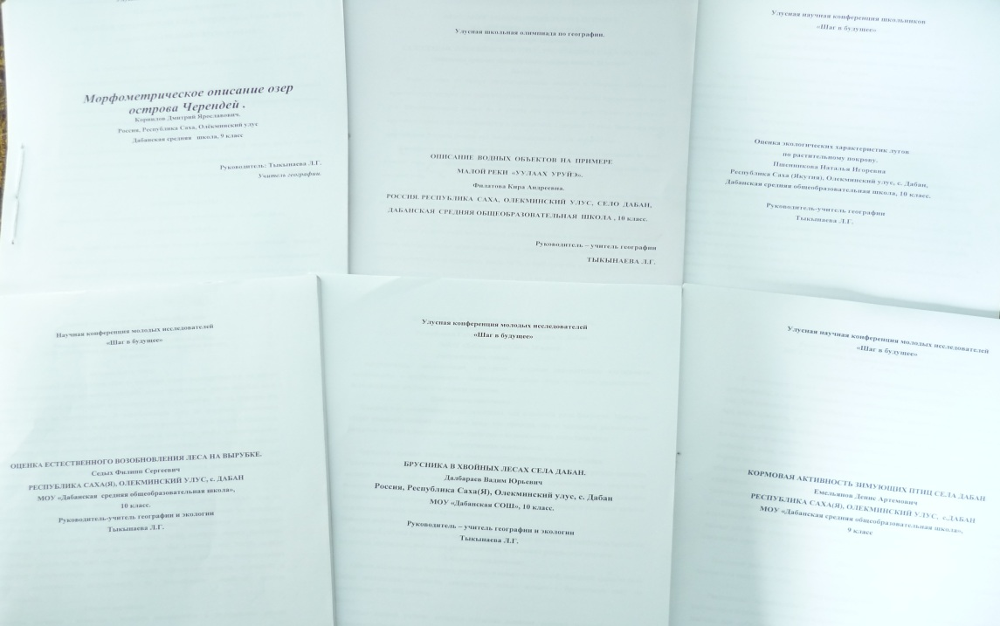 Морфометрическое описание озер
острова Черендей .
Корнилов Дмитрий Ярославович.
Россия, Республика Саха, Олёкминский улус
Дабанская средняя школа, 9 класс
Руководитель: Тыкынаева Л.Г.
Учитель географии.
Улусная школьная олимпиада по географии.
ОПИСАНИЕ ВОДНЫХ ОБЪЕКТОВ НА ПРИМЕРЕ
МАЛОЙ РЕКИ «УУЛААХ УРУЙЭ».
Филатова Кира Андреевна.
РОССИЯ. РЕСПУБЛИКА САХА, ОЛЕКМИНСКИЙ УЛУС, СЕЛО ДАБАН,
ДАБАНСКАЯ СРЕДНЯЯ ОБЩЕОБРАЗОВАТЕЛЬНАЯ ШКОЛА , 10 класс.
Руководитель – учитель географии
ТЫКЫНАЕВА Л.Г.
Улусная научная конференция школьников
«Шаг в будущее»
Оценка экологических характеристик лугов
по растительному покрову.
Пшенникова Наталья Игоревна
Республика Саха (Якутия), Олекминский улус, с. Дабан,
Дабанская средняя общеобразовательная школа, 10 класс.
Руководитель-учитель географии
Тыкынаева Л.Г.
Научная конференция молодых исследователей
«Шаг в будущее»
ОЦЕНКА ЕСТЕСТВЕННОГО ВОЗОБНОВЛЕНИЯ ЛЕСА НА ВЫРУБКЕ.
Седых Филипп Сергеевич
РЕСПУБЛИКА САХА(Я), ОЛЕКМИНСКИЙ УЛУС, с. ДАБАН
МОУ «Дабанская средняя общеобразовательная школа»,
10 класс.
Руководитель-учитель географии и экологии
Тыкынаева Л.Г.
Улусная конференция молодых исследователей
«Шаг в будущее»
БРУСНИКА В ХВОЙНЫХ ЛЕСАХ СЕЛА ДАБАН.
Далбараев Вадим Юрьевич
России, Республика Саха(Я), Олекминский улус, с. Дабан
МОУ «Дабанская СОШ», 10 класс.
Руководитель – учитель географии и экологии
Тыкынаева Л.Г.
Улусная научная конференция молодых исследователей
«Шаг в будущее»
КОРМОВАЯ АКТИВНОСТЬ ЗИМУЮЩИХ ПТИЦ СЕЛА ДАБАН
Емельянов Денис Артемович
РЕСПУБЛИКА САХА(Я), ОЛЕКМИНСКИЙ УЛУС, с.ДАБАН
МОУ «Дабанская средняя общеобразовательная школа»,
9 класс